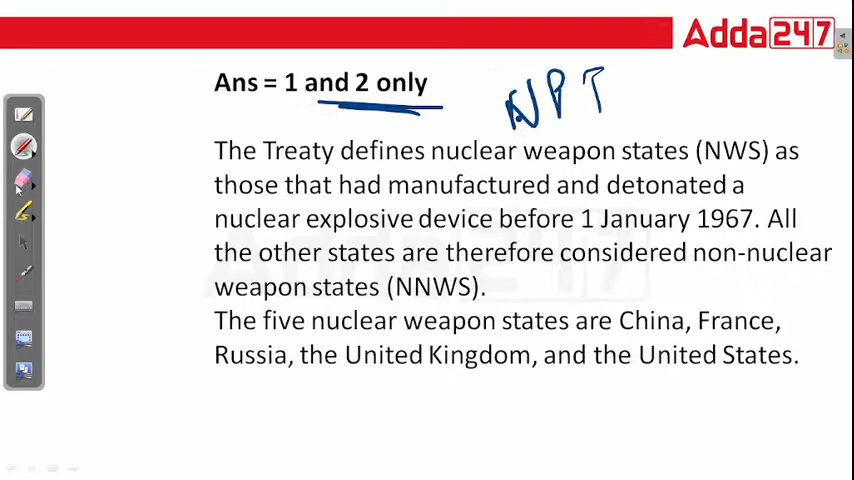 Adda247
Ans = 1 and 2 only
NPT
The Treaty defines nuclear weapon states (NWS) as
those that had manufactured and detonated a
nuclear explosive device before 1 January 1967. All
the other states are therefore considered non-nuclear
weapon states (NNWS).
The five nuclear weapon states are China, France,
Russia, the United Kingdom, and the United States.
Adda247